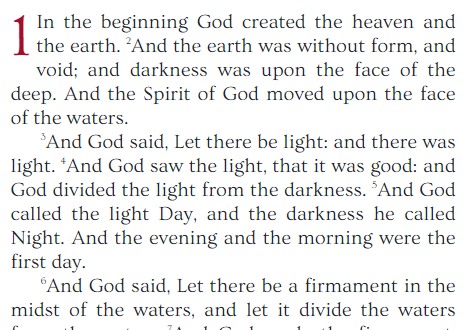 1 In the beginning God created the heaven and
the earth. ²And the earth was without form, and
void; and darkness was upon the face of the
deep. And the Spirit of God moved upon the face
of the waters.
³And God said, Let there be light: and there was
light. ⁴And God saw the light, that it was good: and
God divided the light from the darkness. ⁵And God
called the light Day, and the darkness he called
Night. And the evening and the morning were the
first day.
⁶And God said, Let there be a firmament in the
midst of the waters, and let it divide the waters